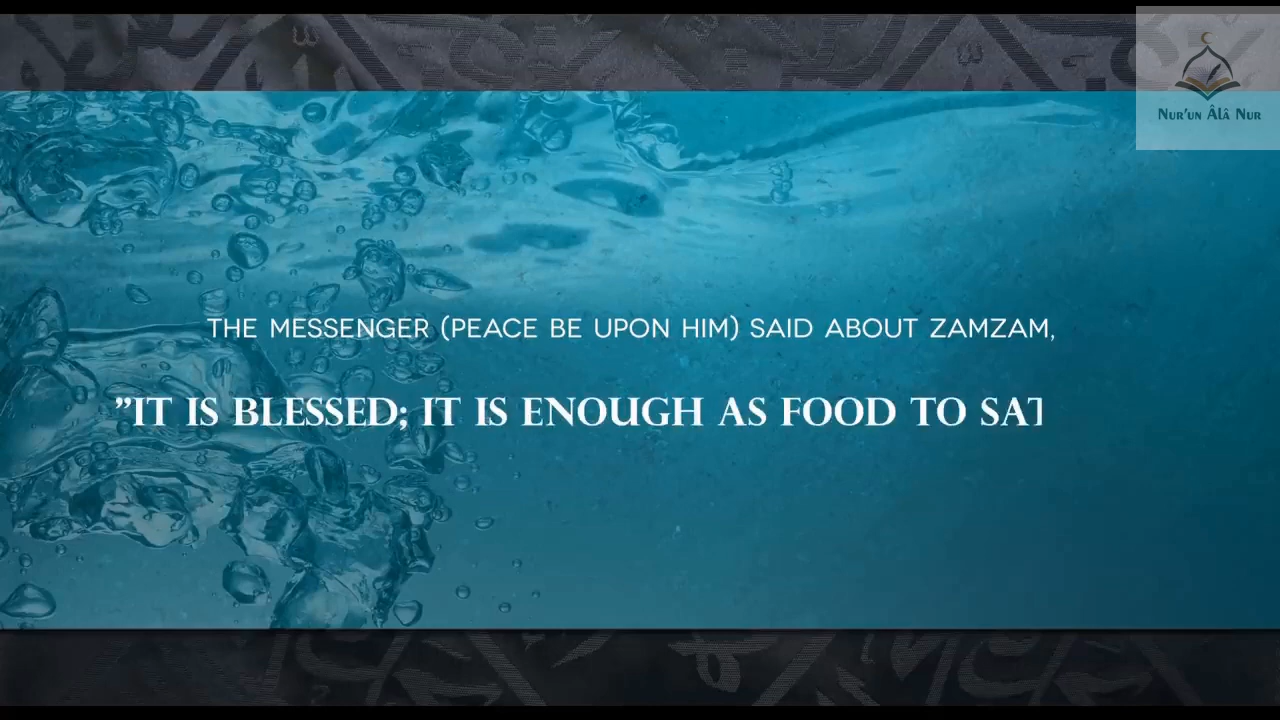 Nur'un Âlâ Nur
THE MESSENGER (PEACE BE UPON HIM) SAID ABOUT ZAMZAM,
"IT IS BLESSED; IT IS ENOUGH AS FOOD TO